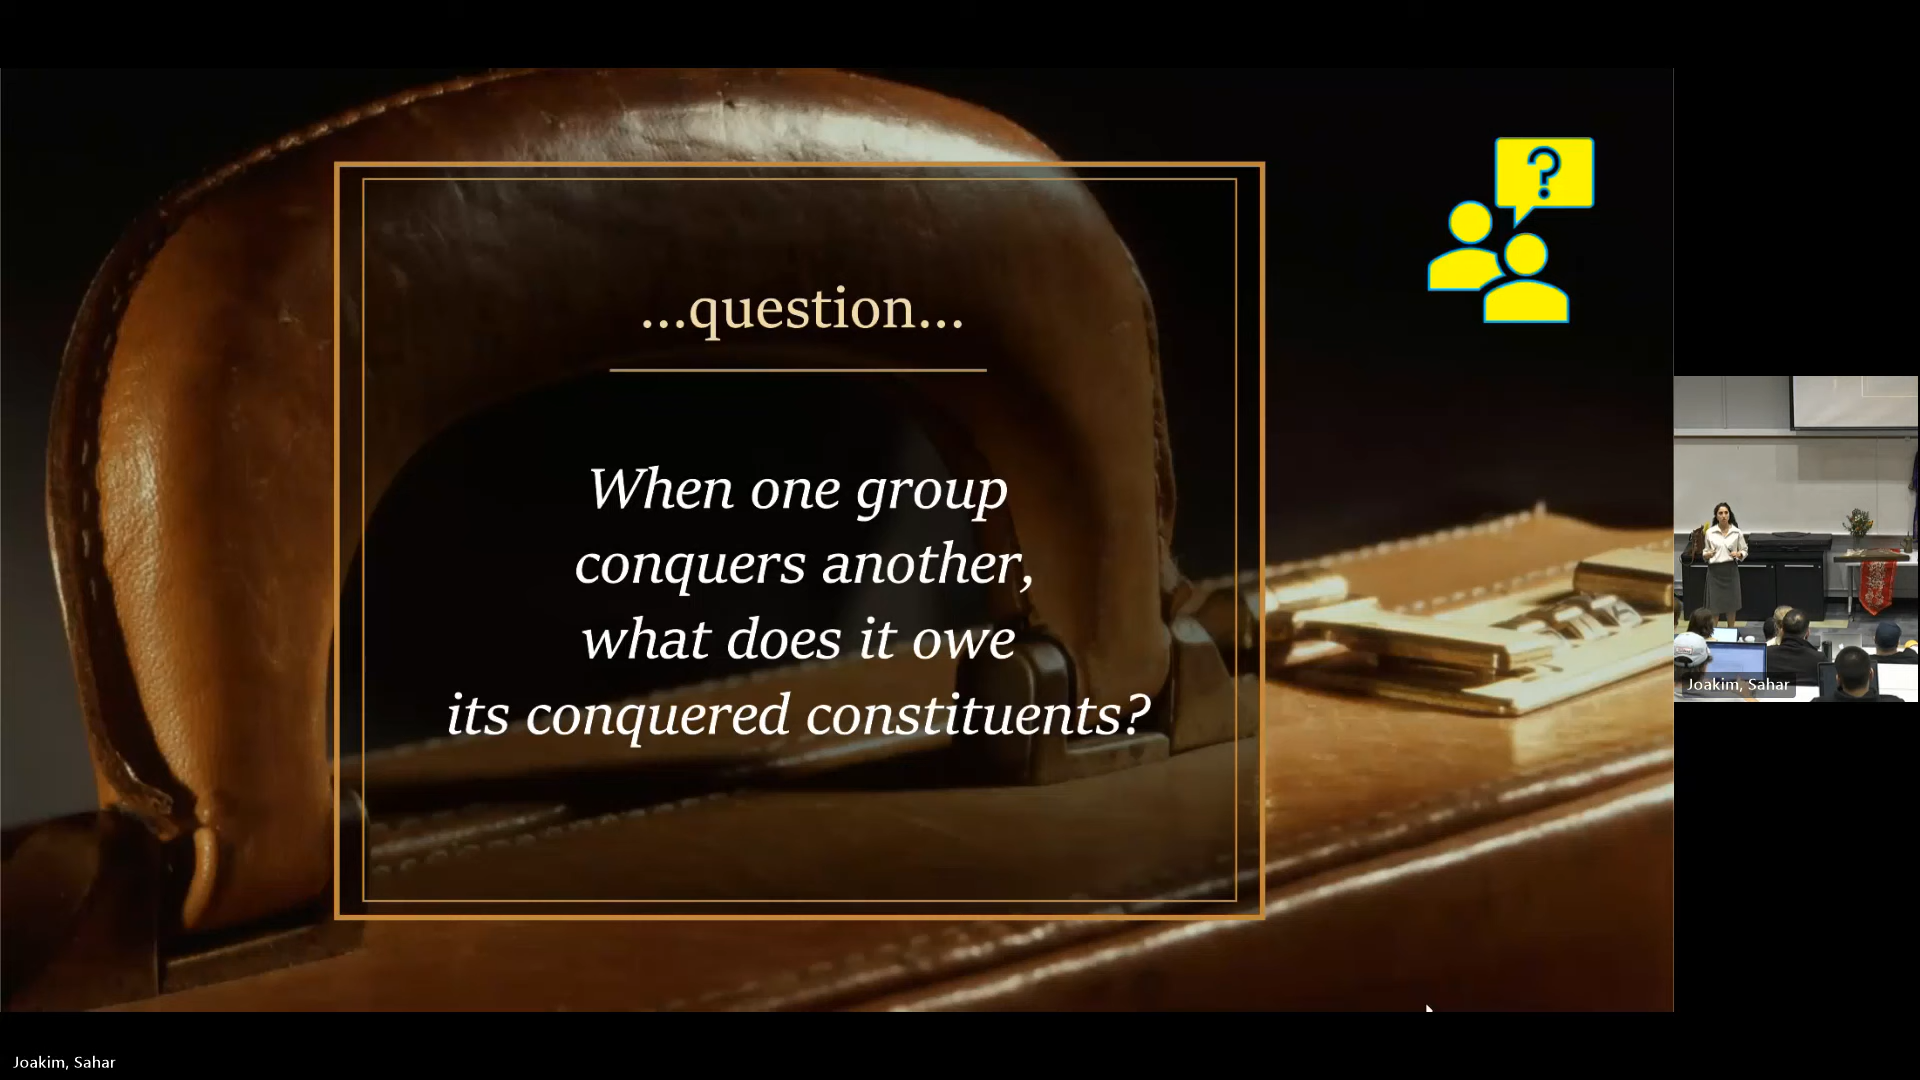 ?
...question...
When one group
conquers another,
what does it owe
its conquered constituents?
Joakim, Sahar
Joakim, Sahar